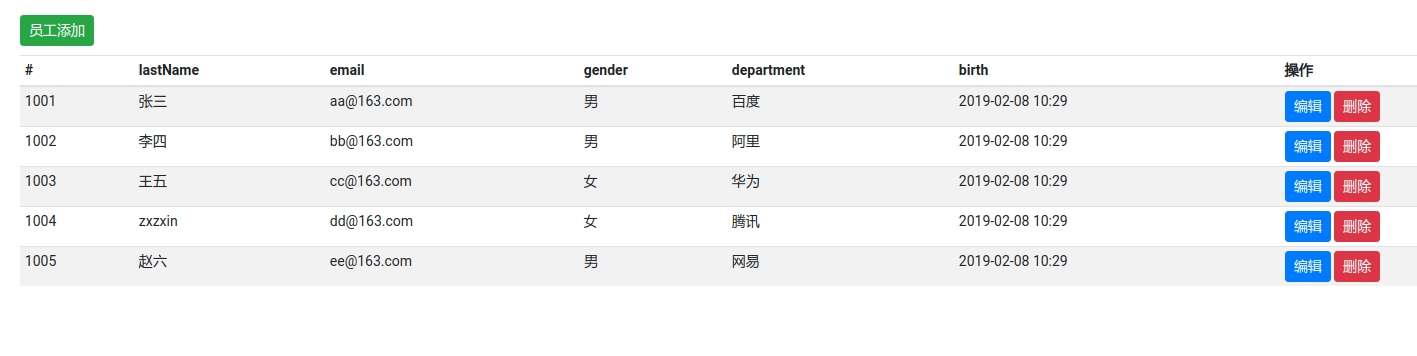 员工添加
# lastName email gender department birth 操作
1001 张三 aa@163.com 男 百度 2019-02-08 10:29 编辑 删除
1002 李四 bb@163.com 男 阿里 2019-02-08 10:29 编辑 删除
1003 王五 cc@163.com 女 华为 2019-02-08 10:29 编辑 删除
1004 zxzxin dd@163.com 女 腾讯 2019-02-08 10:29 编辑 删除
1005 赵六 ee@163.com 男 网易 2019-02-08 10:29 编辑 删除